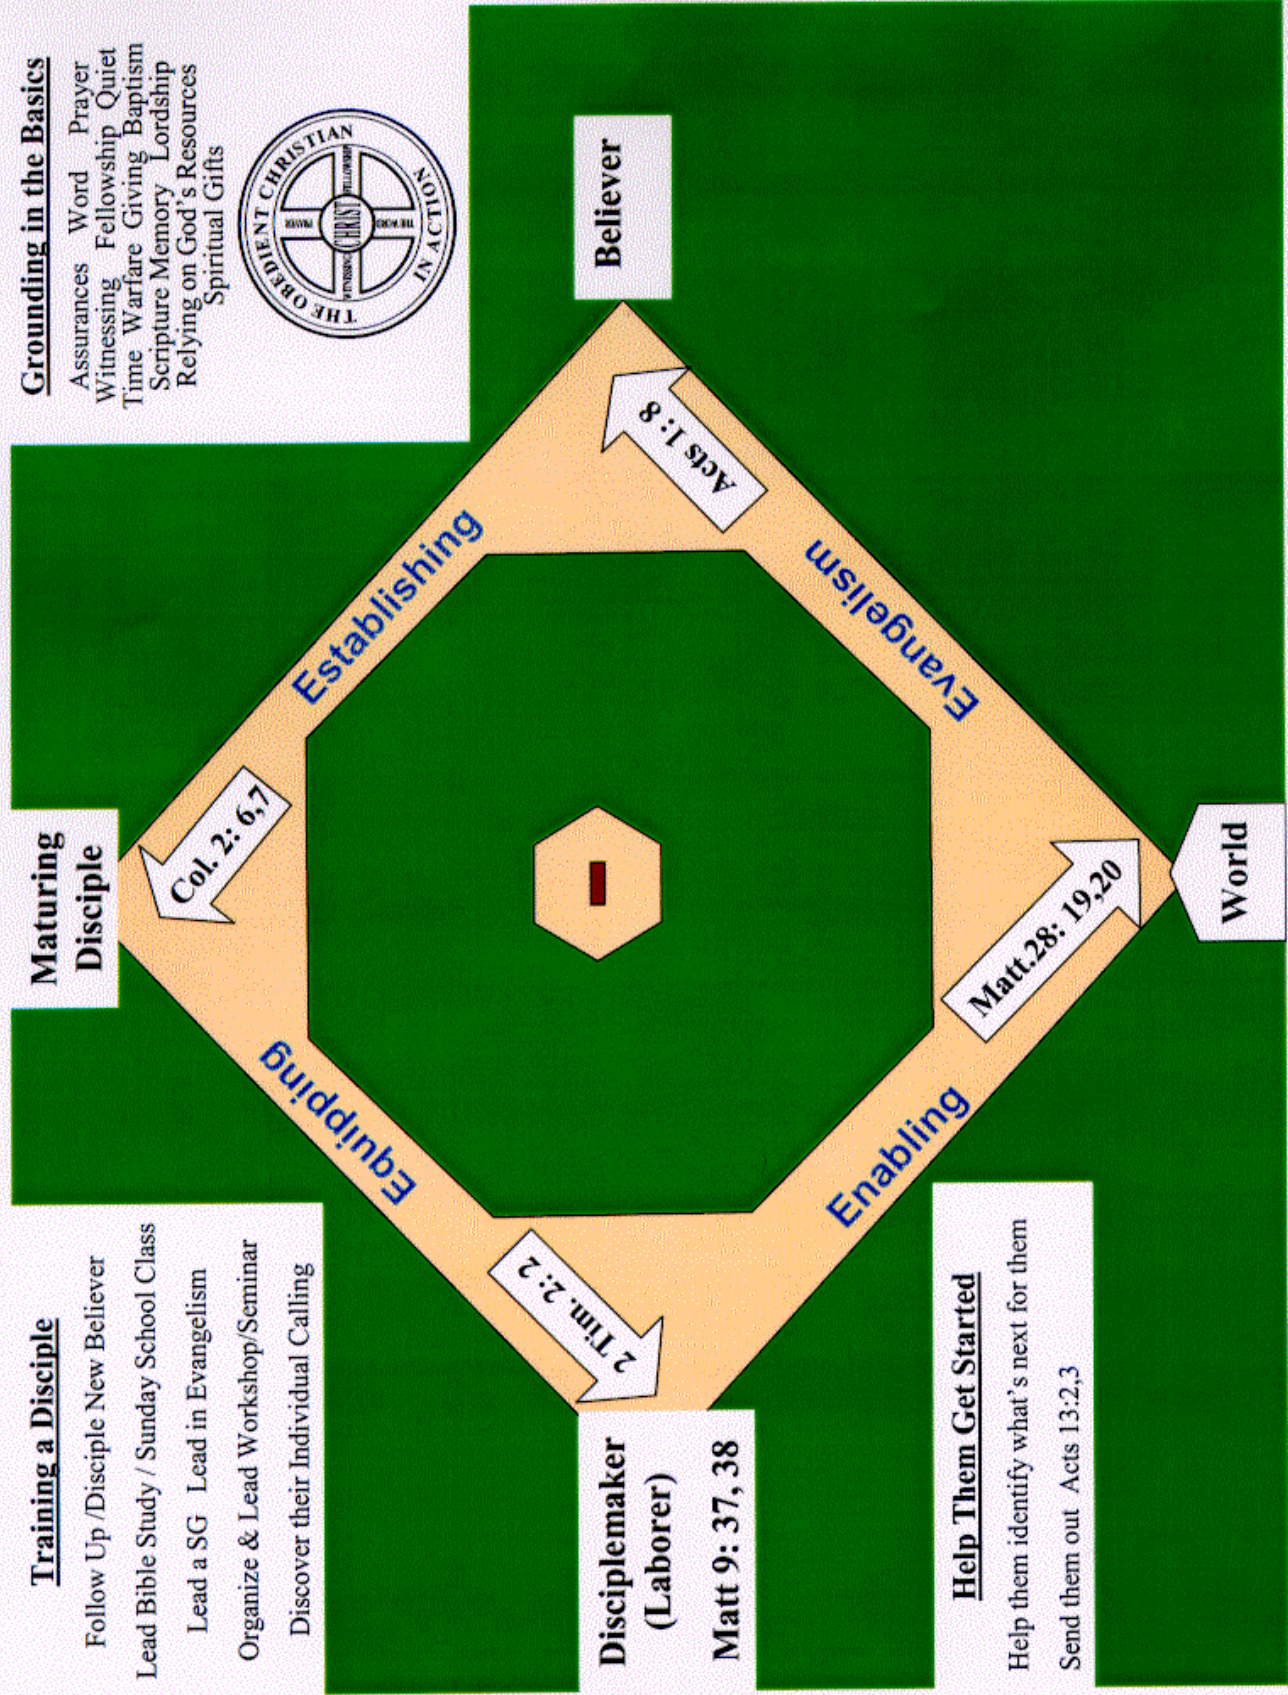 Training a Disciple
Follow Up /Disciple New Believer
Lead Bible Study / Sunday School Class
Lead a SG Lead in Evangelism
Organize & Lead Workshop/Seminar
Discover their Individual Calling
Maturing
Disciple
Grounding in the Basics
Assurances Word Prayer
Witnessing Fellowship Quiet
Time Warfare Giving Baptism
Scripture Memory Lordship
Relying on God's Resources
Spiritual Gifts
THE OBEDIENT CHRISTIAN
IN ACTION
PRAYER
WITNESSING
CHRIST
FELLOWSHIP
THE WORD
Col. 2: 6,7
Equipping
Establishing
2 Tim. 2: 2
Acts 1: 8
Disciplemaker
(Laborer)
Matt 9: 37, 38
Believer
Enabling
Evangelism
Matt.28: 19,20
Help Them Get Started
Help them identify what's next for them
Send them out Acts 13:2,3
World